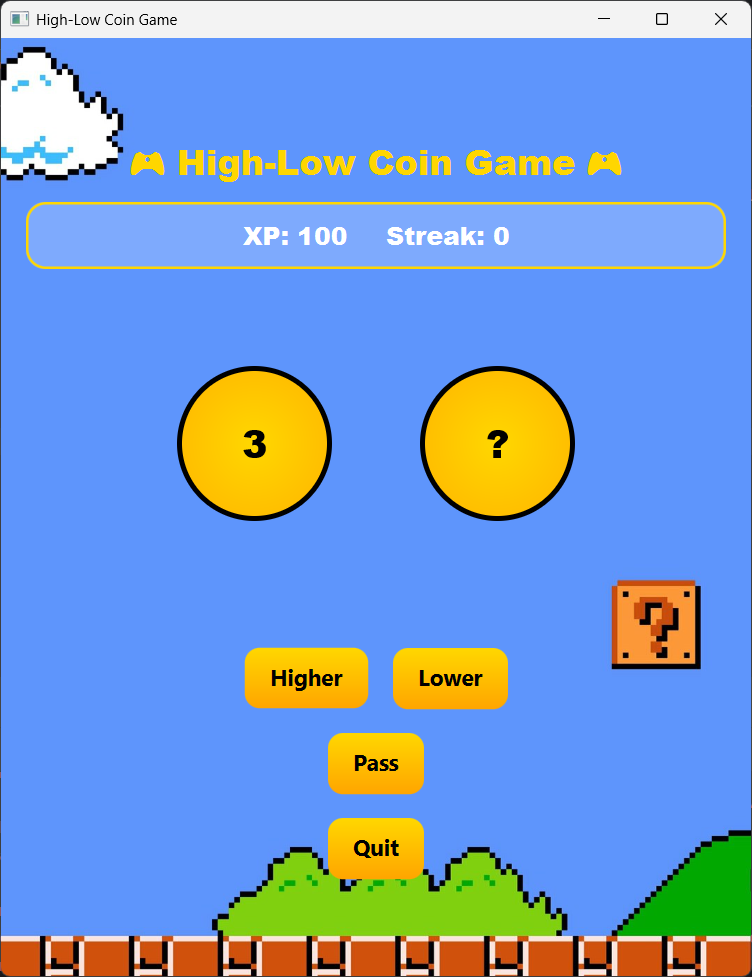 High-Low Coin Game
🎮 High-Low Coin Game 🎮
XP: 100 Streak: 0
3 ?
?
Higher Lower
Pass
Quit